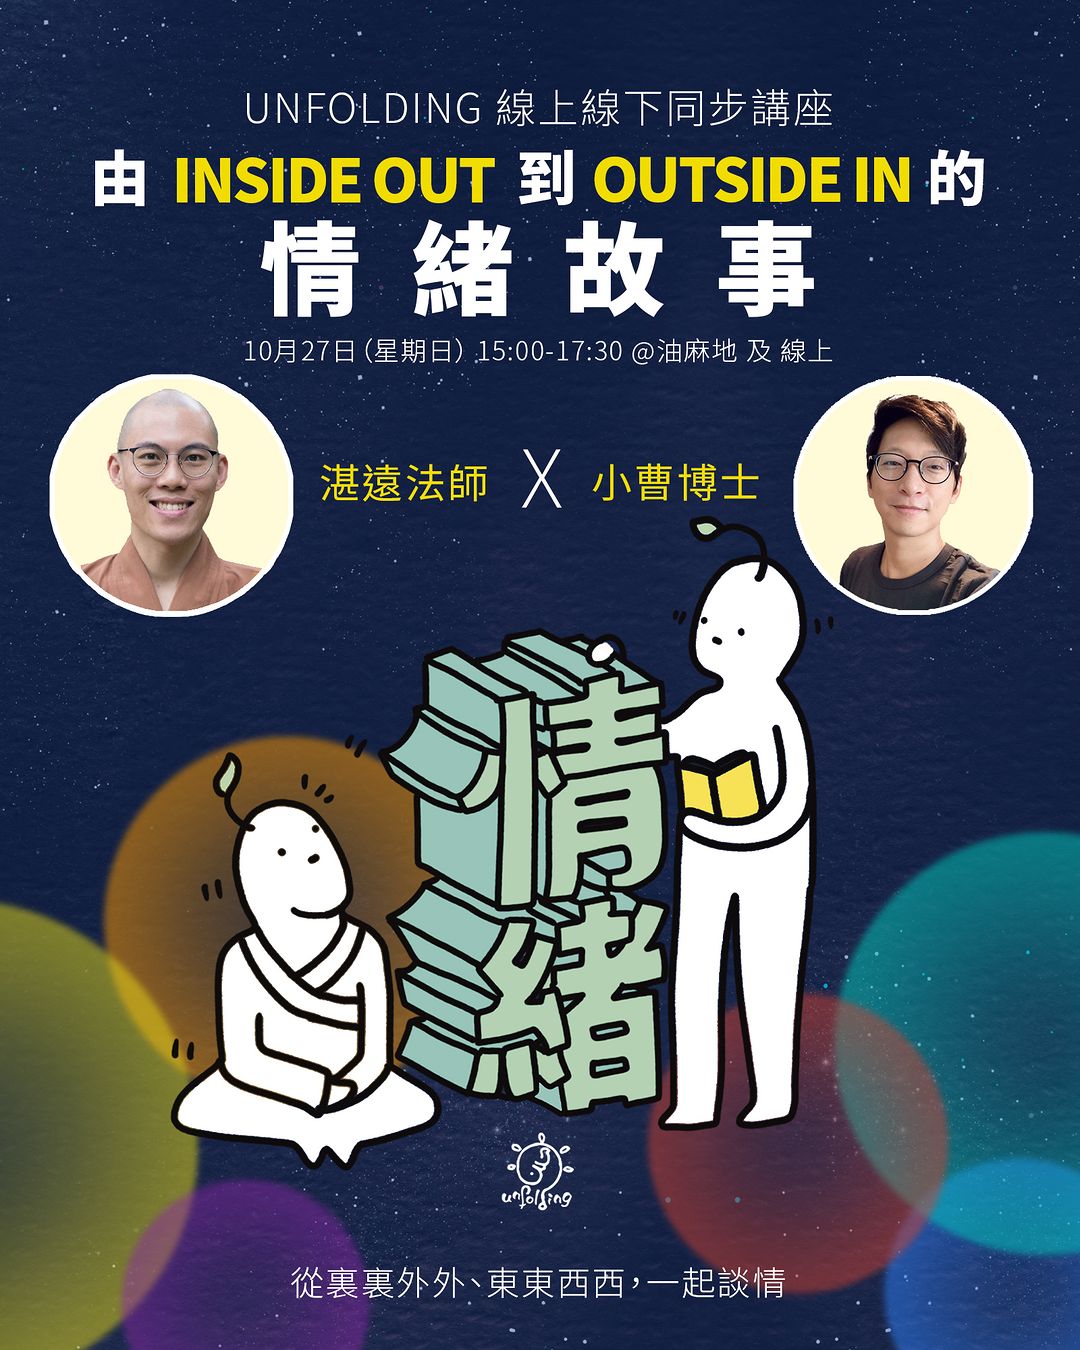 UNFOLDING 線上線下同步講座
由 INSIDE OUT 到 OUTSIDE IN 的
情緒故事
10月27日（星期日） 15:00-17:30 @油麻地 及 線上
湛遠法師 X 小曹博士
情
緒
unfolding
從裏裏外外、東東西西，一起談情